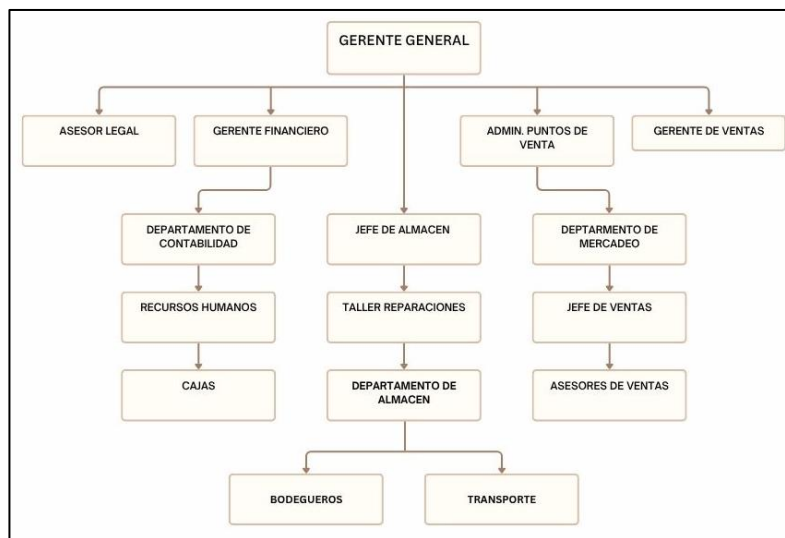 GERENTE GENERAL
ASESOR LEGAL
GERENTE FINANCIERO
ADMIN. PUNTOS DE
VENTA
GERENTE DE VENTAS
DEPARTAMENTO DE
CONTABILIDAD
JEFE DE ALMACEN
DEPTARMENTO DE
MERCADEO
RECURSOS HUMANOS
TALLER REPARACIONES
JEFE DE VENTAS
CAJAS
DEPARTAMENTO DE
ALMACEN
ASESORES DE VENTAS
BODEGUEROS
TRANSPORTE